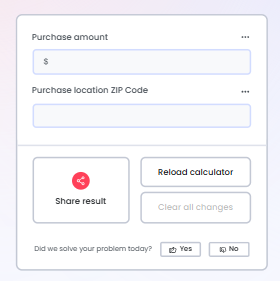 Purchase amount
$
Purchase location ZIP Code
Share result
Reload calculator
Clear all changes
Did we solve your problem today? Yes No